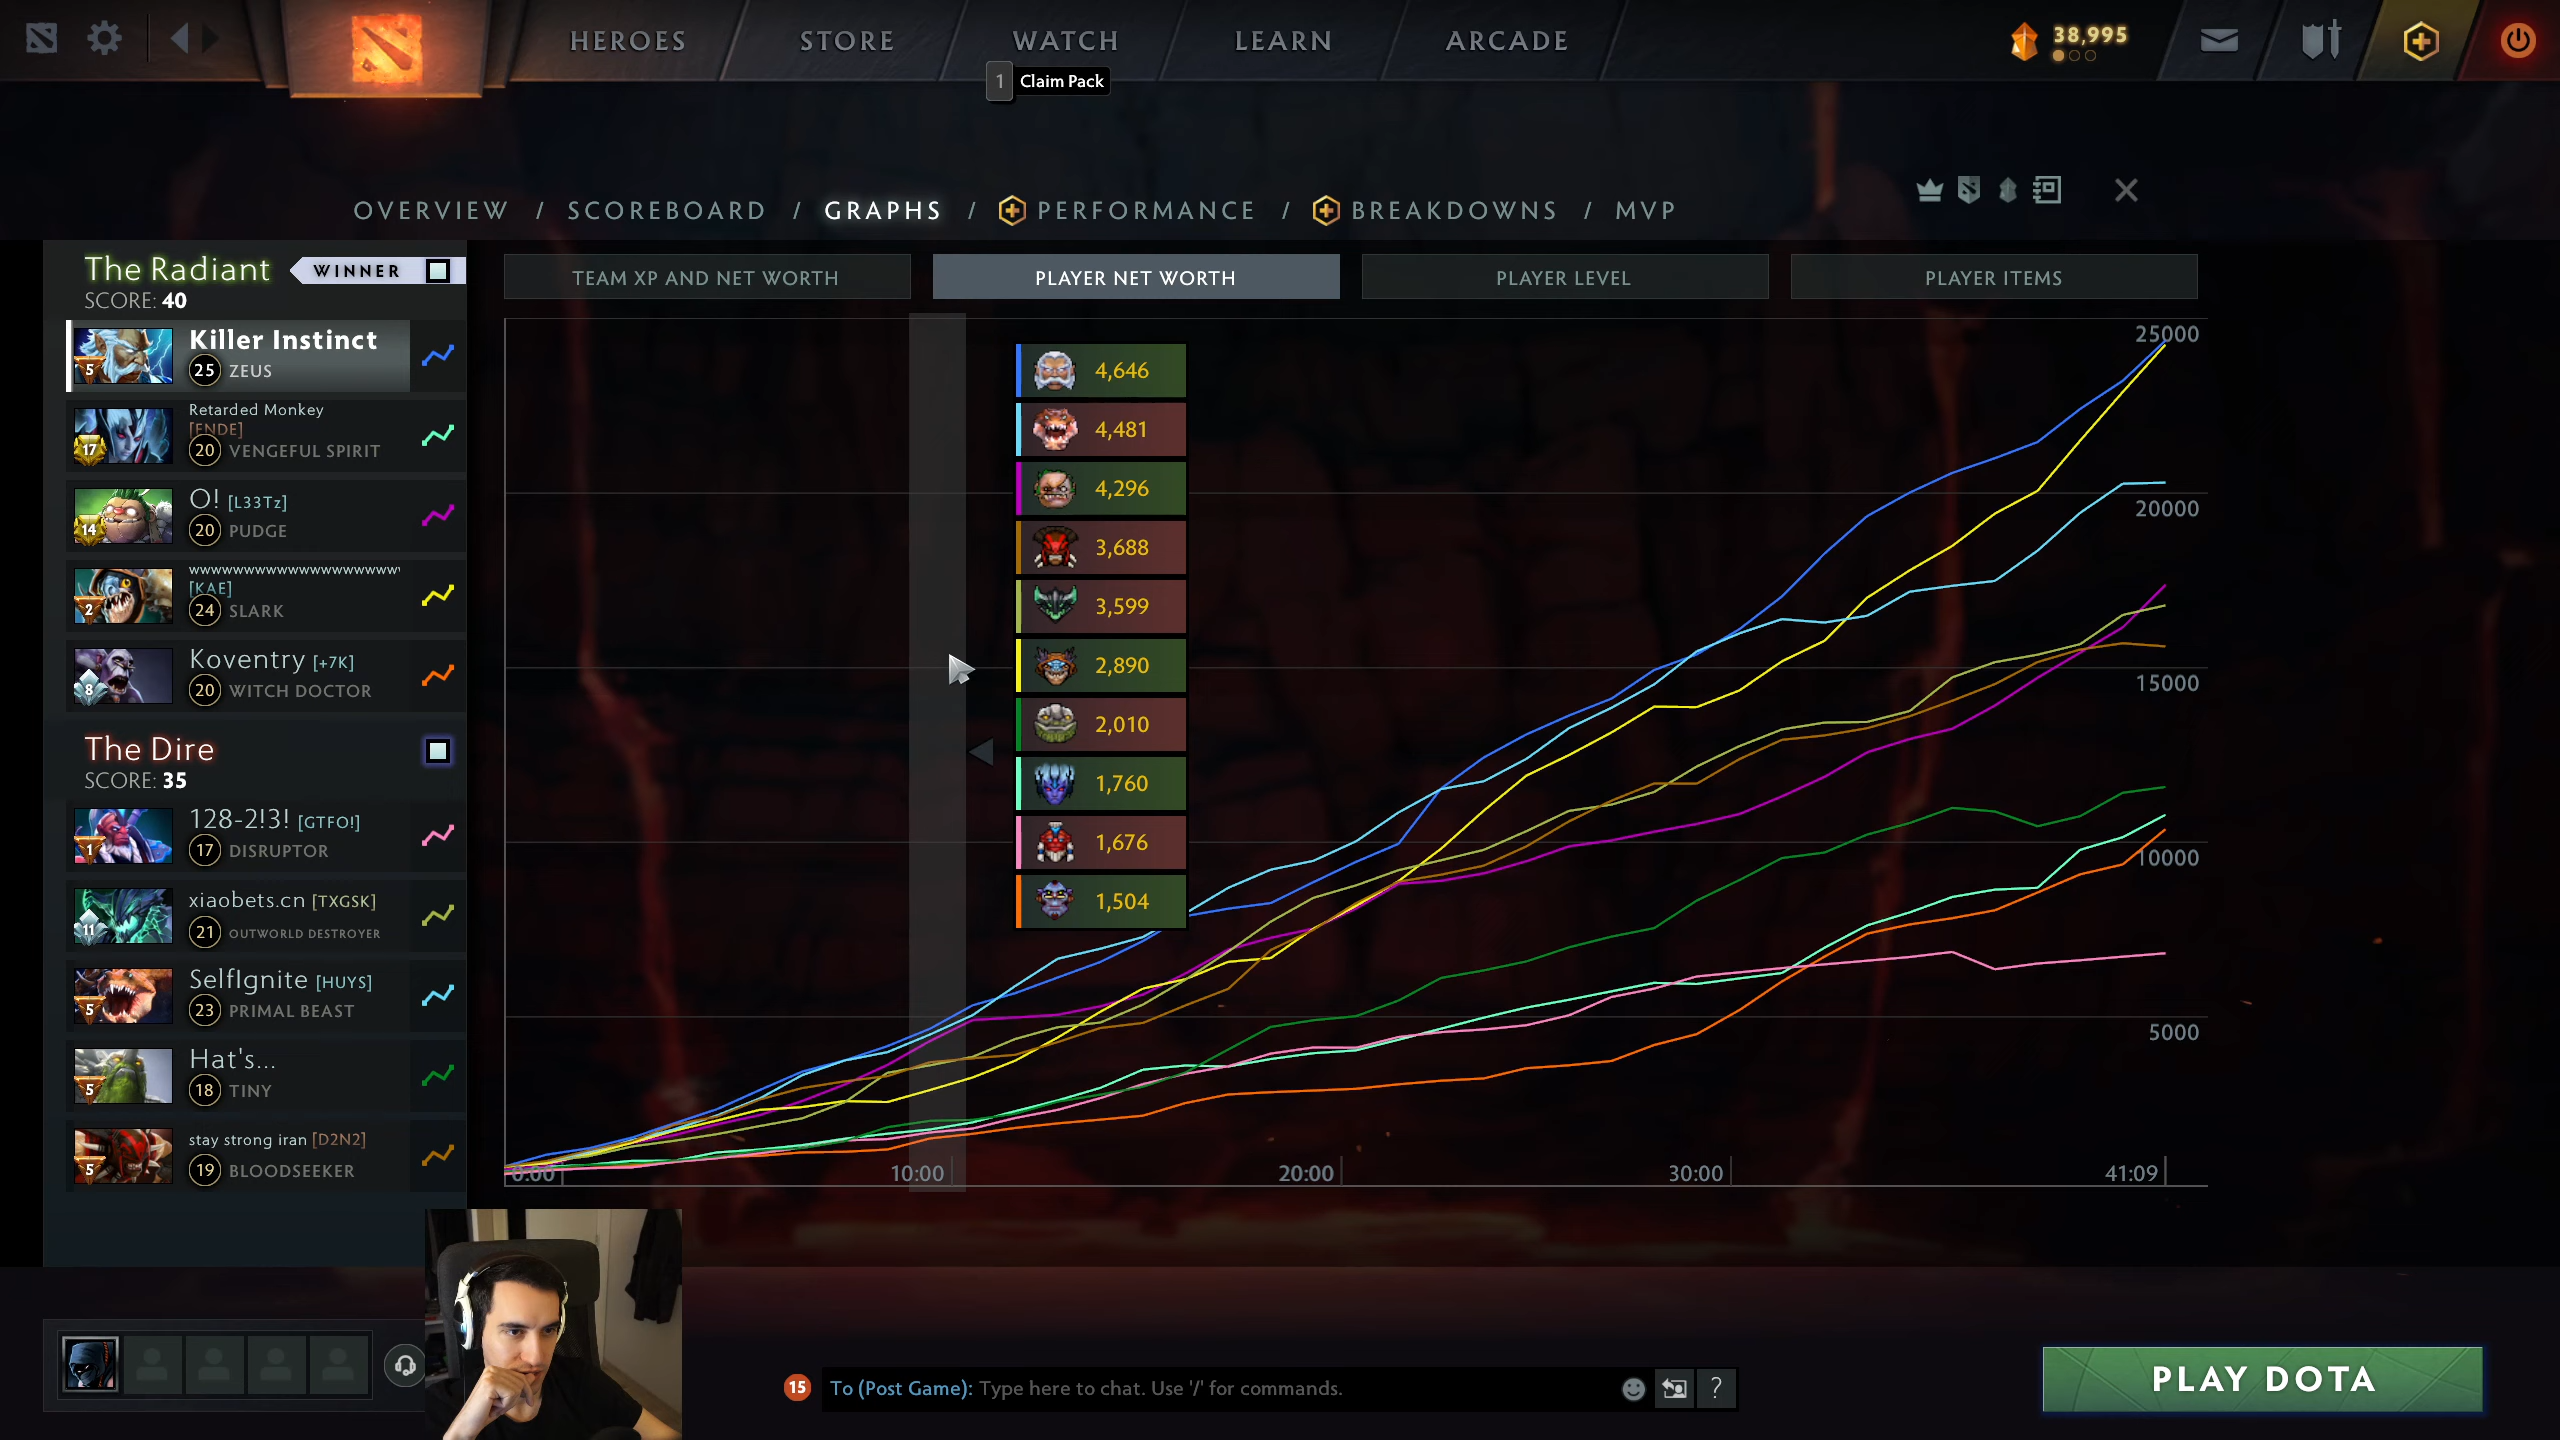 HEROES
STORE
WATCH
LEARN
ARCADE
38,995
1 Claim Pack
OVERVIEW / SCOREBOARD / GRAPHS / PERFORMANCE / BREAKDOWNS / MVP
The Radiant
WINNER
SCORE: 40
Killer Instinct
5
25 ZEUS
Retarded Monkey
[ENDE]
17
20 VENGEFUL SPIRIT
O! [L33Tz]
14
20 PUDGE
[KAE]
2
24 SLARK
Koventry [+7K]
8
20 WITCH DOCTOR
The Dire
SCORE: 35
128-2!3! [GTFO!]
1
17 DISRUPTOR
xiaobets.cn [TXGSK]
11
21 OUTWORLD DESTROYER
SelfIgnite [HUYS]
5
23 PRIMAL BEAST
Hat's...
5
18 TINY
stay strong iran [D2N2]
5
19 BLOODSEEKER
TEAM XP AND NET WORTH
PLAYER NET WORTH
PLAYER LEVEL
PLAYER ITEMS
4,646
4,481
4,296
3,688
3,599
2,890
2,010
1,760
1,676
1,504
25000
20000
15000
10000
5000
0:00
10:00
20:00
30:00
41:09
15
To (Post Game): Type here to chat. Use '/' for commands.
?
PLAY DOTA